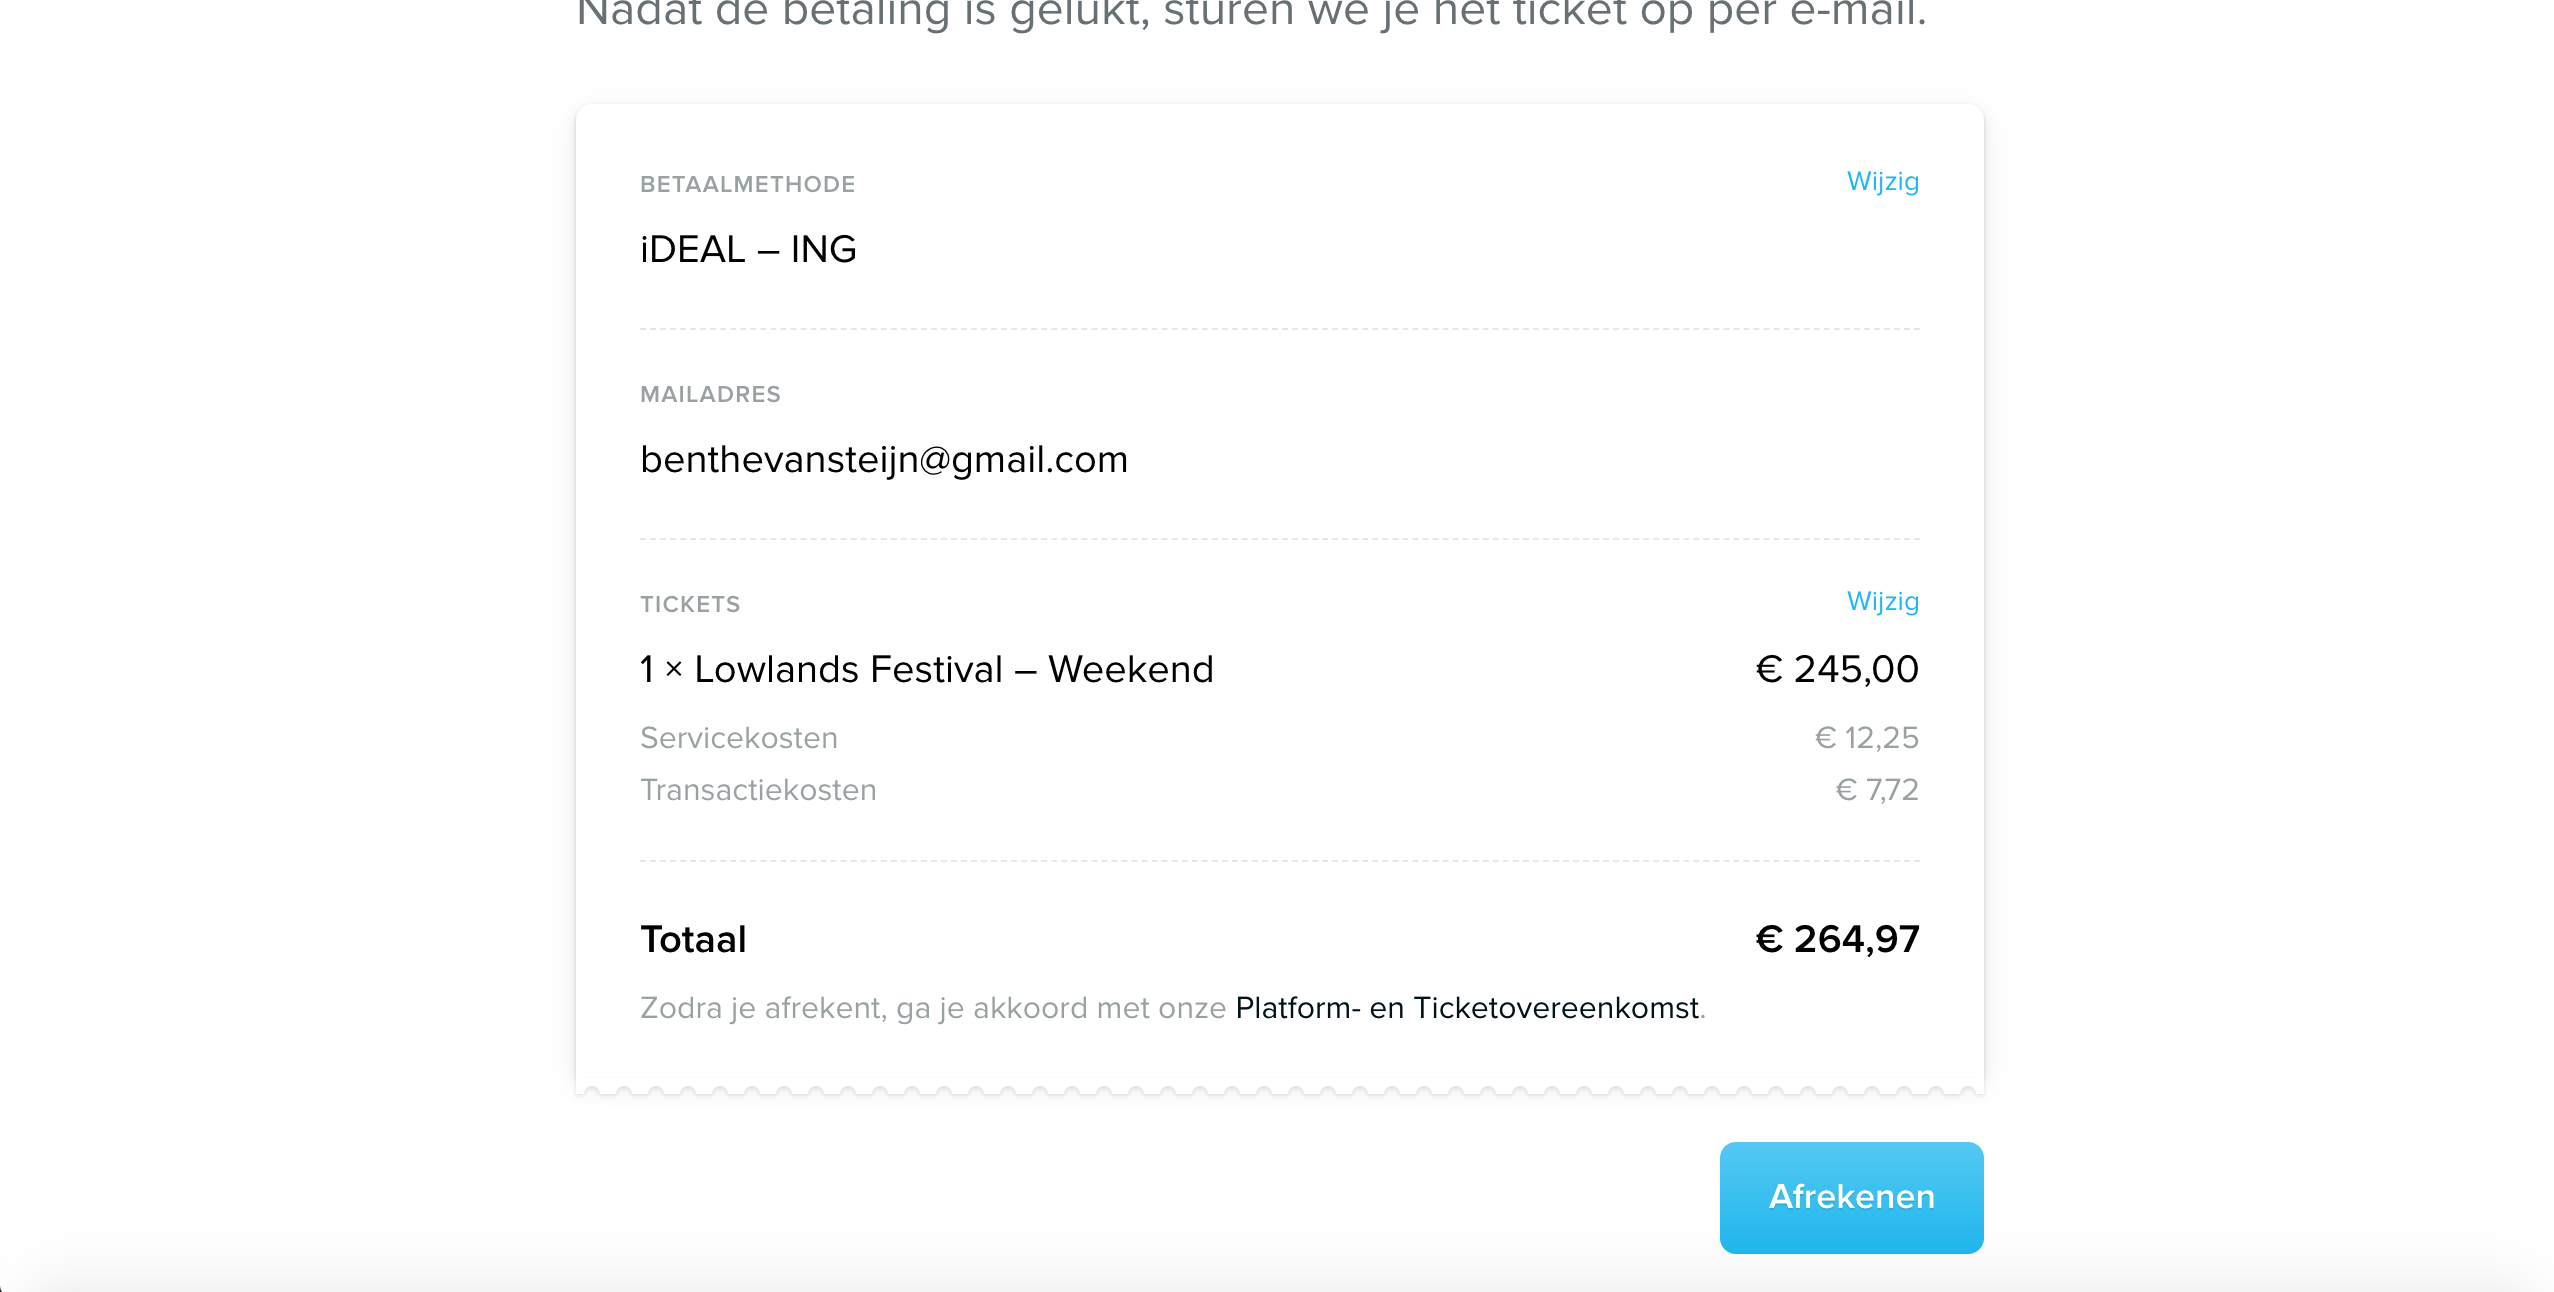 Nadat de betaling is gelukt, sturen we je het ticket op per e-mail.
BETAALMETHODE
Wijzig
iDEAL – ING
MAILADRES
benthevansteijn@gmail.com
TICKETS
Wijzig
1 × Lowlands Festival – Weekend
€ 245,00
Servicekosten
€ 12,25
Transactiekosten
€ 7,72
Totaal
€ 264,97
Zodra je afrekent, ga je akkoord met onze Platform- en Ticketovereenkomst.
Afrekenen